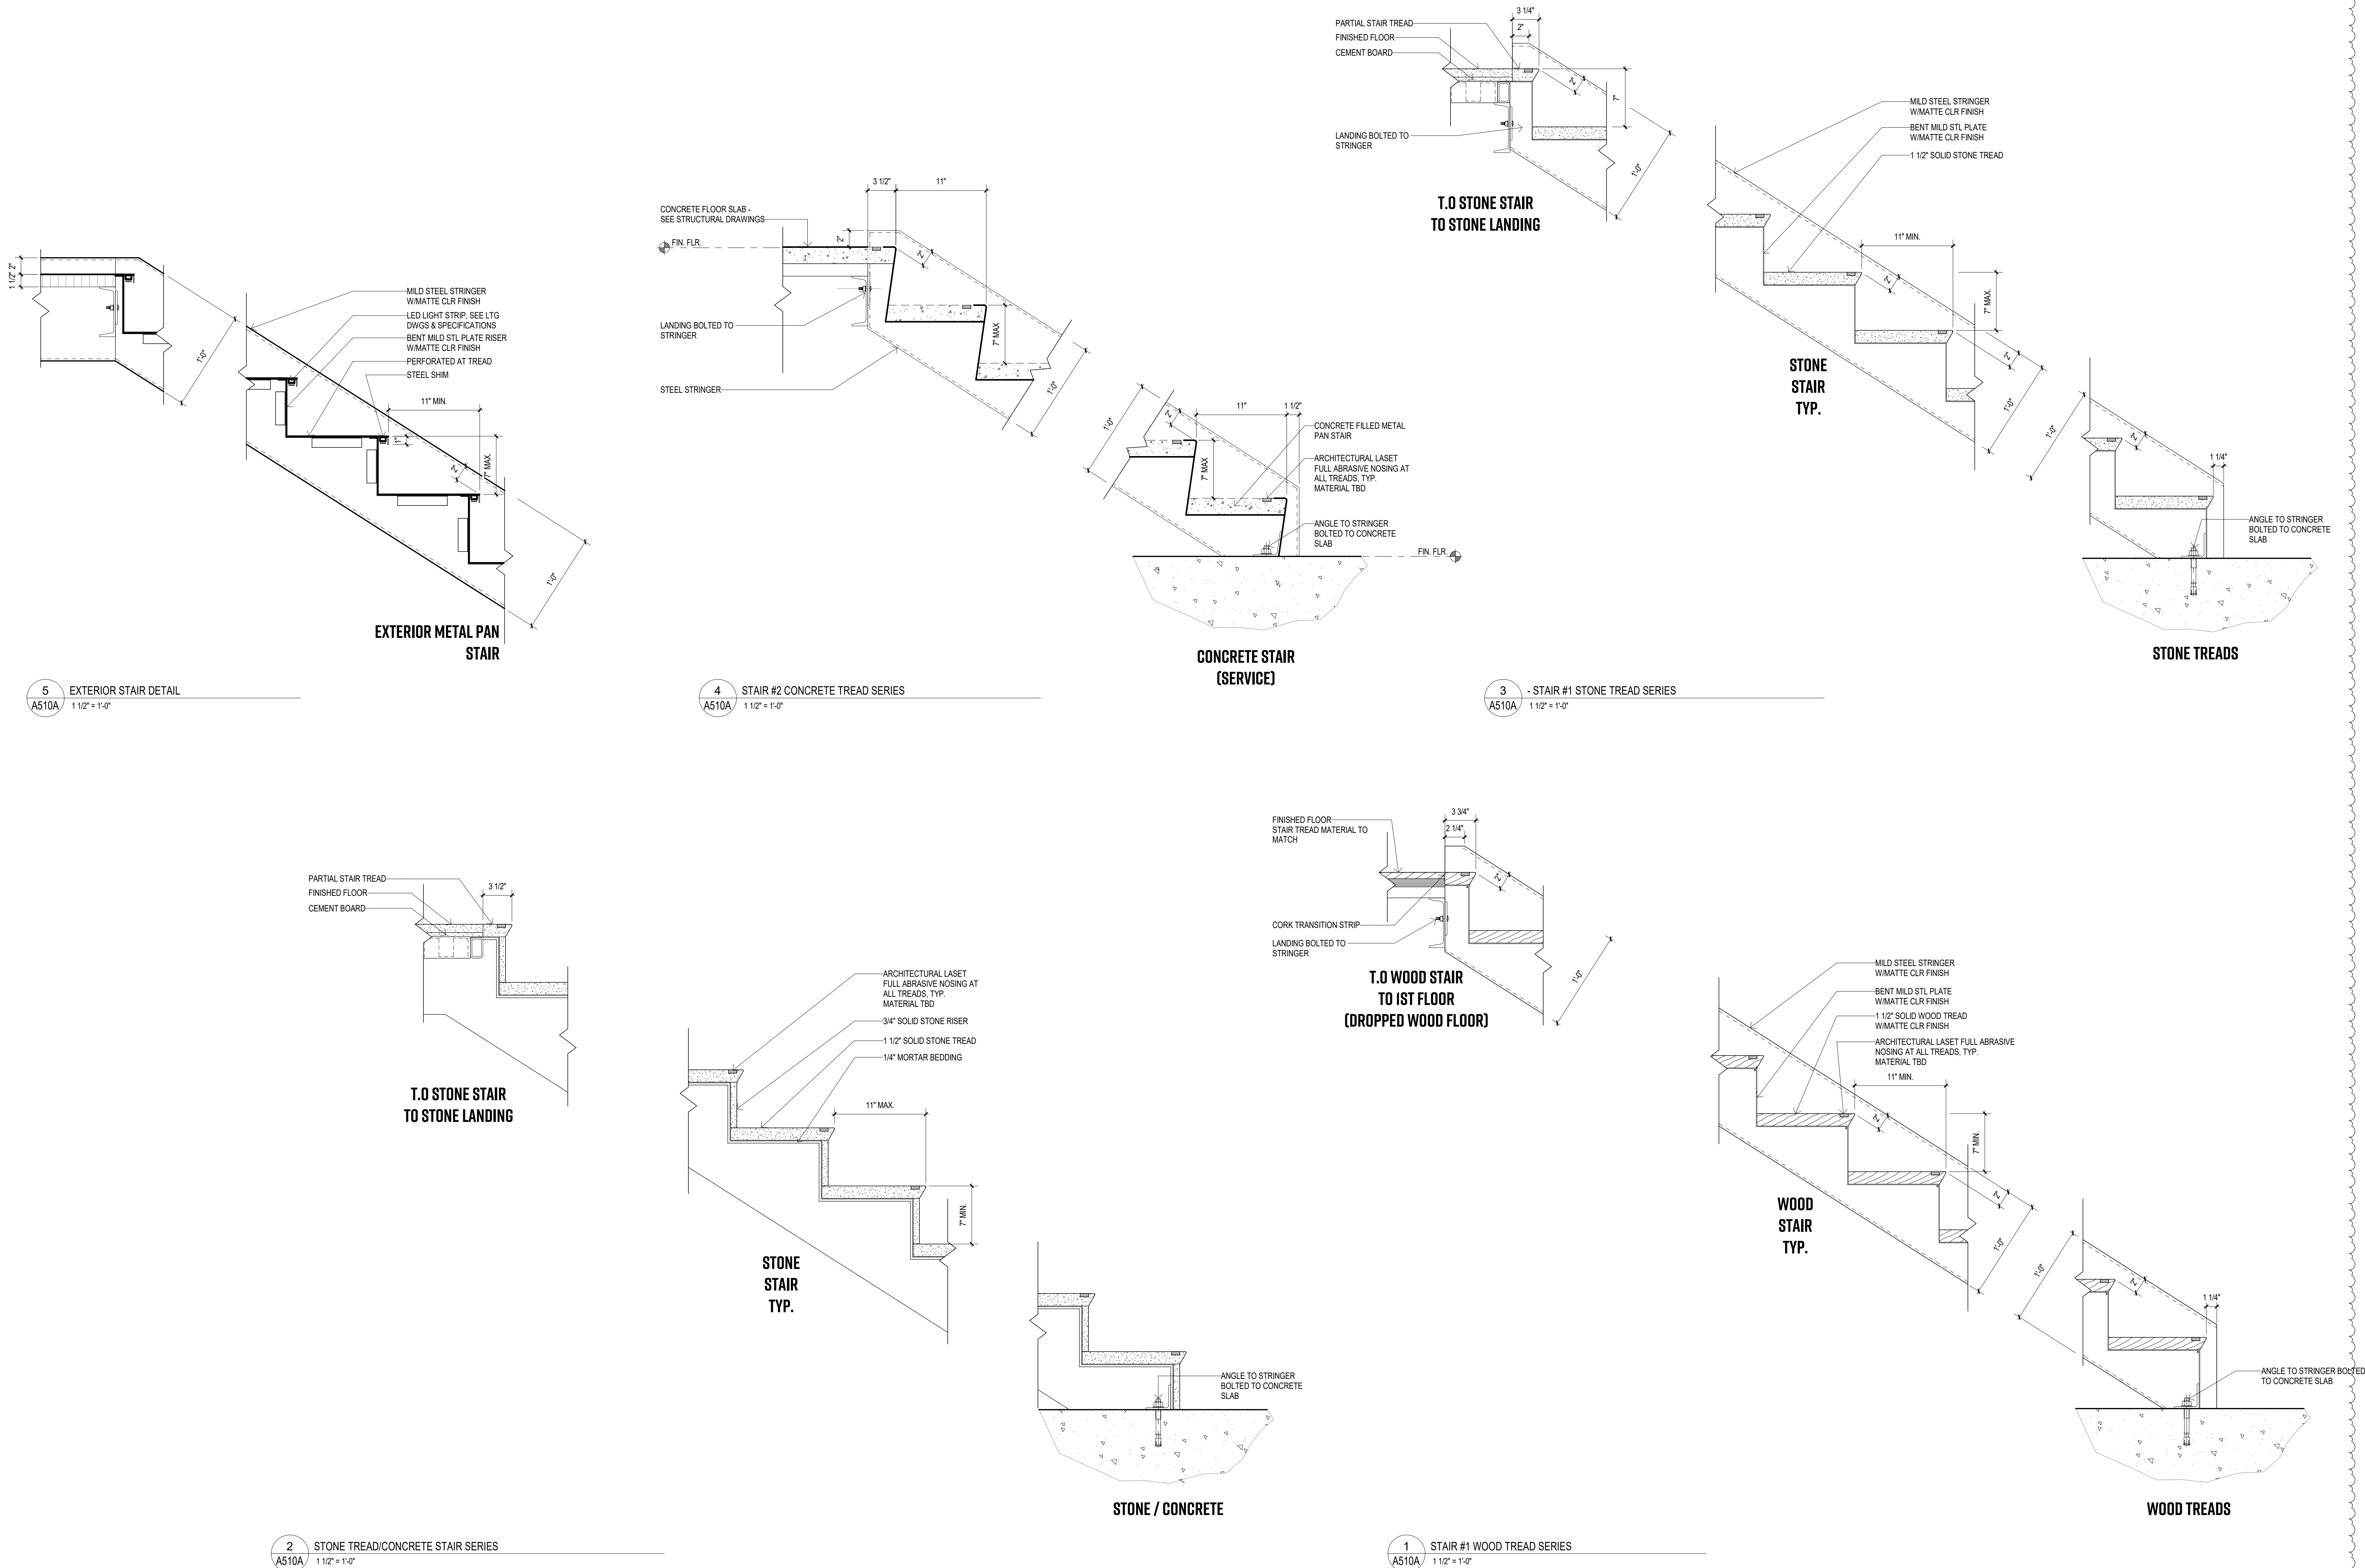 1 1/2"
2"
1'-0"
MILD STEEL STRINGER
W/MATTE CLR FINISH
LED LIGHT STRIP, SEE LTG
DWGS & SPECIFICATIONS
BENT MILD STL PLATE RISER
W/MATTE CLR FINISH
PERFORATED AT TREAD
STEEL SHIM
11" MIN.
1"
2"
7" MAX.
1'-0"
EXTERIOR METAL PAN
STAIR
5
A510A
EXTERIOR STAIR DETAIL
1 1/2" = 1'-0"
3 1/2"
11"
CONCRETE FLOOR SLAB -
SEE STRUCTURAL DRAWINGS
FIN. FLR.
2"
2"
7" MAX
LANDING BOLTED TO
STRINGER
STEEL STRINGER
1'-0"
1'-0"
2"
11"
1 1/2"
7" MAX
CONCRETE FILLED METAL
PAN STAIR
ARCHITECTURAL LASET
FULL ABRASIVE NOSING AT
ALL TREADS, TYP.
MATERIAL TBD
ANGLE TO STRINGER
BOLTED TO CONCRETE
SLAB
FIN. FLR.
CONCRETE STAIR
(SERVICE)
4
A510A
STAIR #2 CONCRETE TREAD SERIES
1 1/2" = 1'-0"
3 1/4"
2"
PARTIAL STAIR TREAD
FINISHED FLOOR
CEMENT BOARD
2"
7"
LANDING BOLTED TO
STRINGER
1'-0"
T.O STONE STAIR
TO STONE LANDING
MILD STEEL STRINGER
W/MATTE CLR FINISH
BENT MILD STL PLATE
W/MATTE CLR FINISH
1 1/2" SOLID STONE TREAD
11" MIN.
2"
7" MAX.
2"
1'-0"
STONE
STAIR
TYP.
1'-0"
2"
1 1/4"
ANGLE TO STRINGER
BOLTED TO CONCRETE
SLAB
STONE TREADS
3
A510A
- STAIR #1 STONE TREAD SERIES
1 1/2" = 1'-0"
PARTIAL STAIR TREAD
FINISHED FLOOR
CEMENT BOARD
3 1/2"
T.O STONE STAIR
TO STONE LANDING
ARCHITECTURAL LASET
FULL ABRASIVE NOSING AT
ALL TREADS, TYP.
MATERIAL TBD
3/4" SOLID STONE RISER
1 1/2" SOLID STONE TREAD
1/4" MORTAR BEDDING
11" MAX.
7" MIN.
STONE
STAIR
TYP.
ANGLE TO STRINGER
BOLTED TO CONCRETE
SLAB
STONE / CONCRETE
2
A510A
STONE TREAD/CONCRETE STAIR SERIES
1 1/2" = 1'-0"
3 3/4"
2 1/4"
FINISHED FLOOR
STAIR TREAD MATERIAL TO
MATCH
2"
CORK TRANSITION STRIP
LANDING BOLTED TO
STRINGER
1'-0"
T.O WOOD STAIR
TO 1ST FLOOR
(DROPPED WOOD FLOOR)
MILD STEEL STRINGER
W/MATTE CLR FINISH
BENT MILD STL PLATE
W/MATTE CLR FINISH
1 1/2" SOLID WOOD TREAD
W/MATTE CLR FINISH
ARCHITECTURAL LASET FULL ABRASIVE
NOSING AT ALL TREADS, TYP.
MATERIAL TBD
11" MIN.
2"
7" MIN.
2"
1'-0"
WOOD
STAIR
TYP.
1'-0"
2"
1 1/4"
ANGLE TO STRINGER BOLTED
TO CONCRETE SLAB
WOOD TREADS
1
A510A
STAIR #1 WOOD TREAD SERIES
1 1/2" = 1'-0"